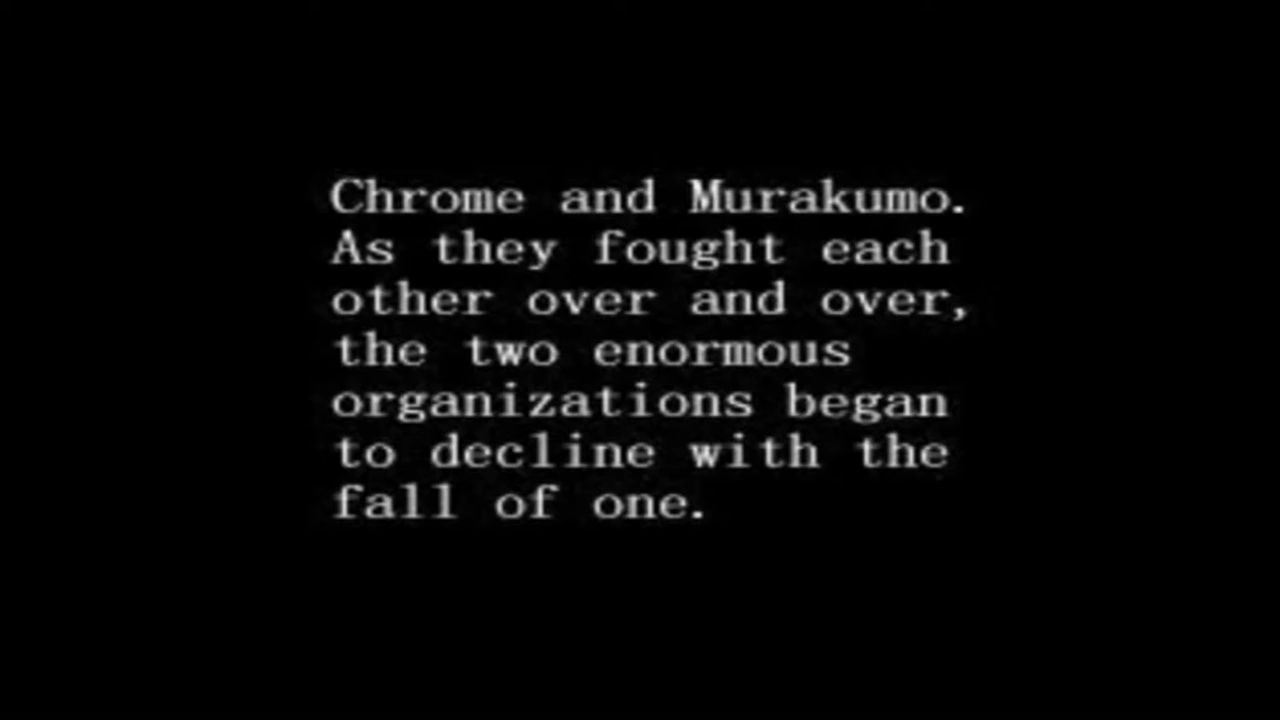 Chrome and Murakumo.
As they fought each
other over and over,
the two enormous
organizations began
to decline with the
fall of one.